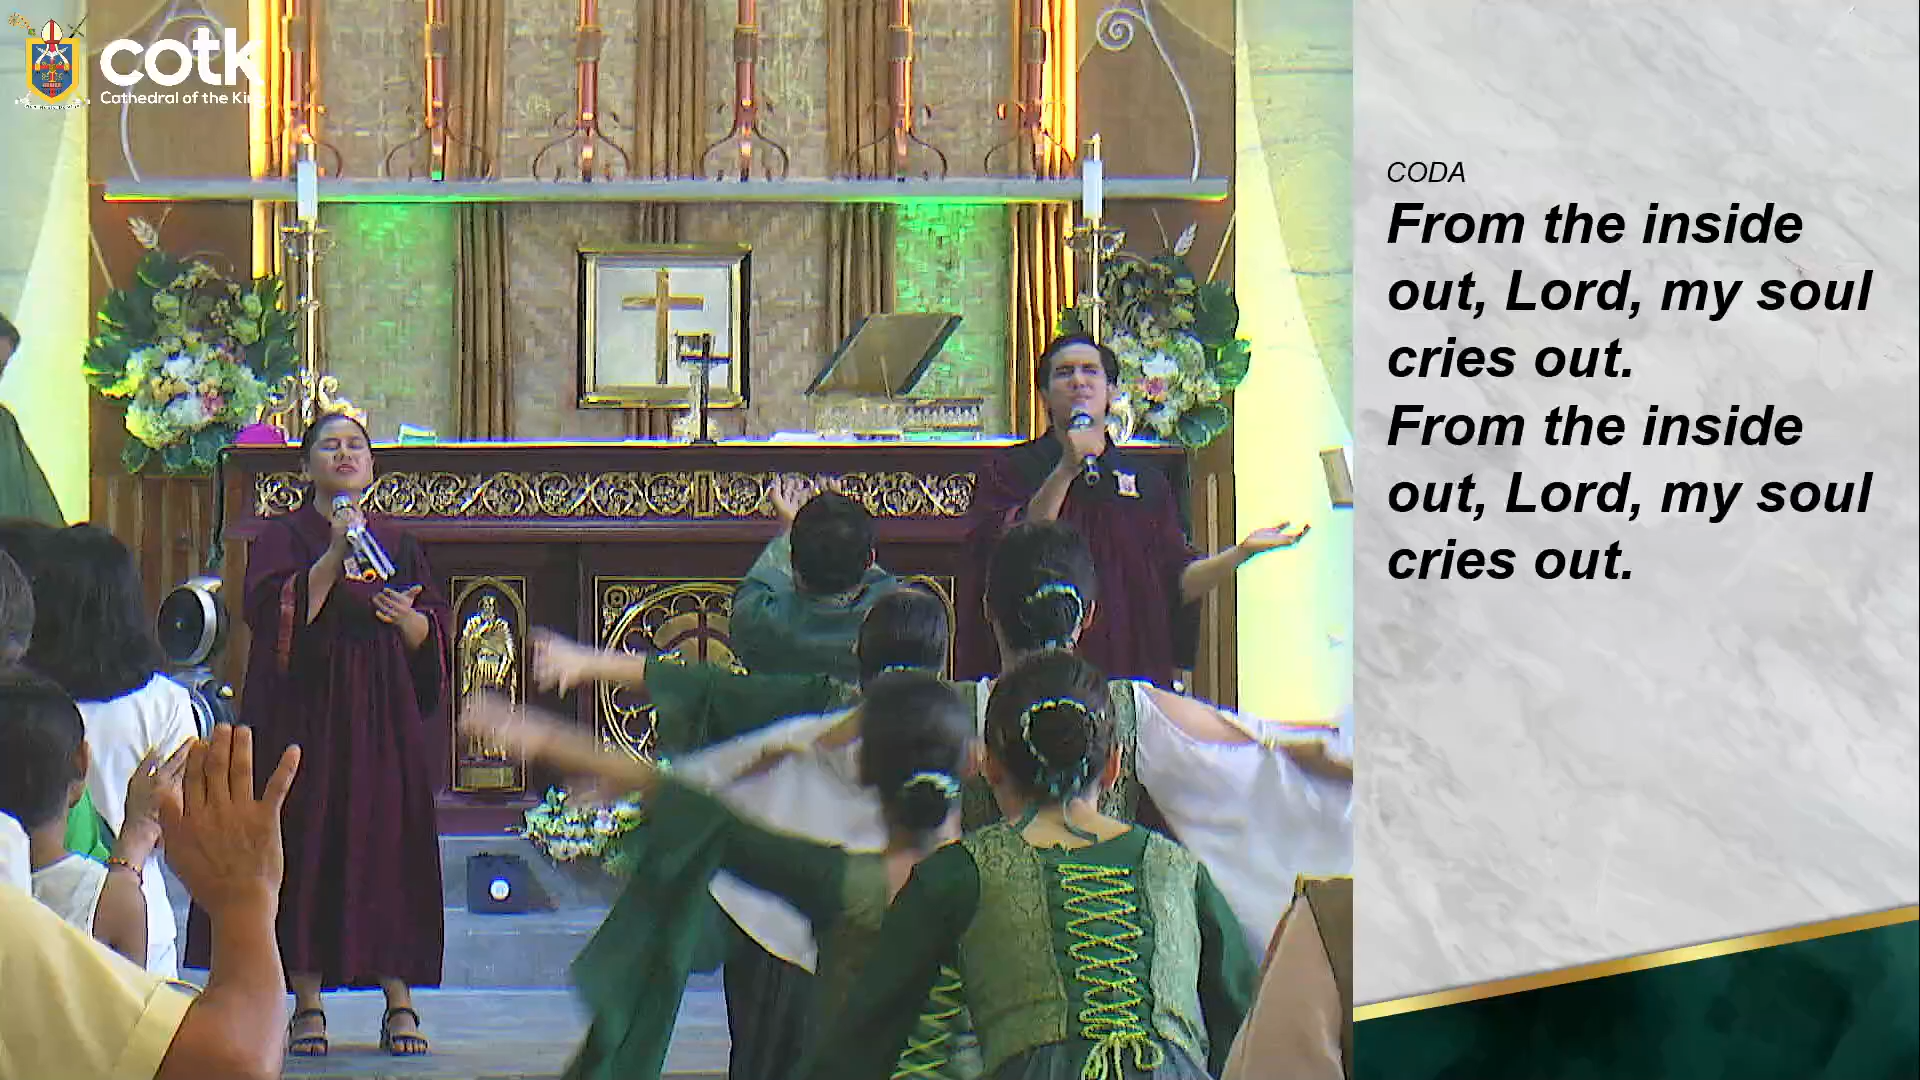 cotk
Cathedral of the King
CODA
From the inside
out, Lord, my soul
cries out.
From the inside
out, Lord, my soul
cries out.